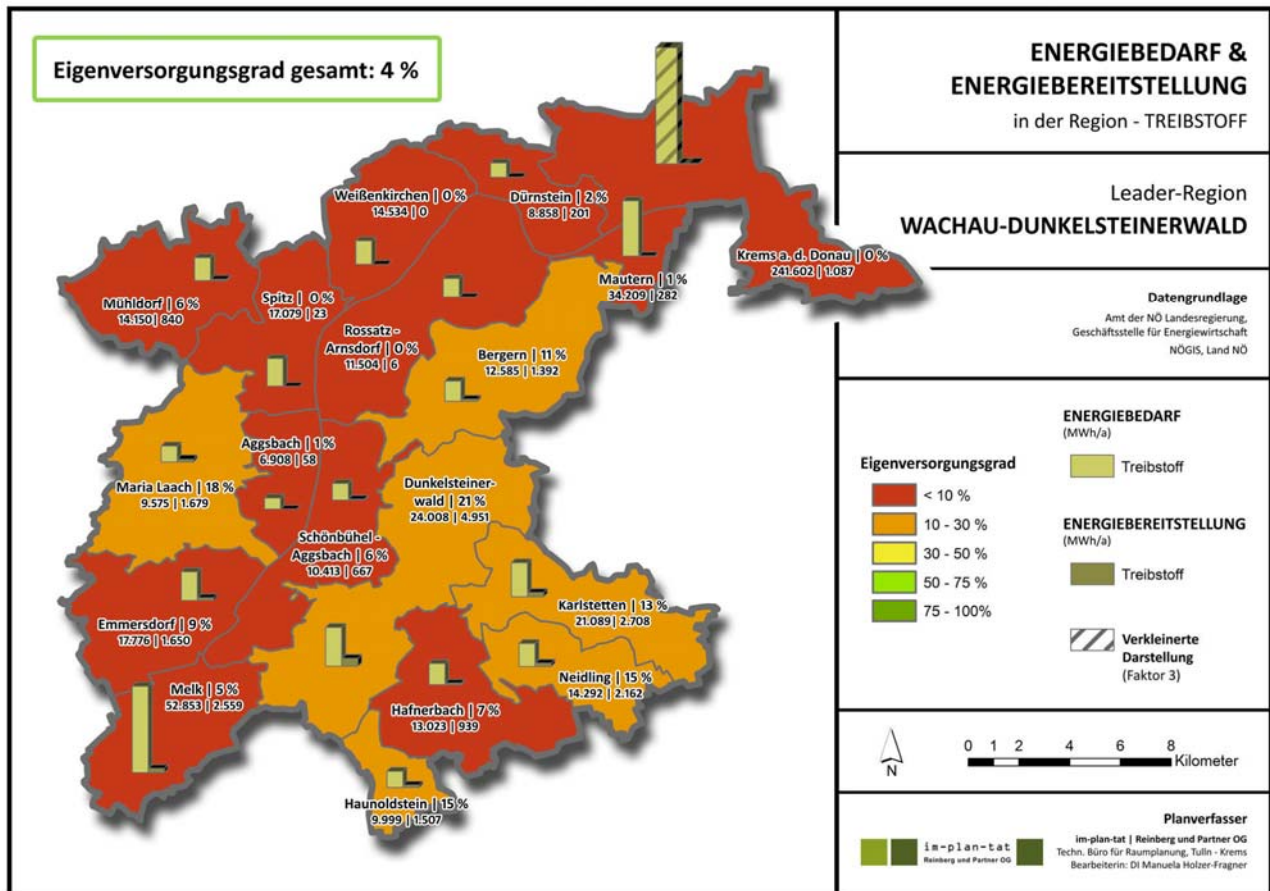 Eigenversorgungsgrad gesamt: 4 %
Weißenkirchen | 0 %
14.534 | 0
Dürnstein | 2 %
8.858 | 201
Krems a. d. Donau | 0 %
241.602 | 1.087
Mautern | 1 %
34.209 | 282
Mühldorf | 6 %
14.150 | 840
Spitz | 0 %
17.079 | 23
Rossatz -
Arnsdorf | 0 %
11.504 | 6
Bergern | 11 %
12.585 | 1.392
Aggsbach | 1 %
6.908 | 58
Maria Laach | 18 %
9.575 | 1.679
Dunkelsteiner-
wald | 21 %
24.008 | 4.951
Schönbühel -
Aggsbach | 6 %
10.413 | 667
Karlstetten | 13 %
21.089 | 2.708
Emmersdorf | 9 %
17.776 | 1.650
Neidling | 15 %
14.292 | 2.162
Melk | 5 %
52.853 | 2.559
Hafnerbach | 7 %
13.023 | 939
Haunoldstein | 15 %
9.999 | 1.507
ENERGIEBEDARF &
ENERGIEBEREITSTELLUNG
in der Region - TREIBSTOFF
Leader-Region
WACHAU-DUNKELSTEINERWALD
Datengrundlage
Amt der NÖ Landesregierung,
Geschäftsstelle für Energiewirtschaft
NÖGIS, Land NÖ
Eigenversorgungsgrad
< 10 %
10 - 30 %
30 - 50 %
50 - 75 %
75 - 100%
ENERGIEBEDARF
(MWh/a)
Treibstoff
ENERGIEBEREITSTELLUNG
(MWh/a)
Treibstoff
Verkleinerte
Darstellung
(Faktor 3)
N
0 1 2 4 6 8
Kilometer
Planverfasser
im-plan-tat
Reinberg und Partner OG
im-plan-tat | Reinberg und Partner OG
Techn. Büro für Raumplanung, Tulln - Krems
Bearbeiterin: DI Manuela Holzer-Fragner